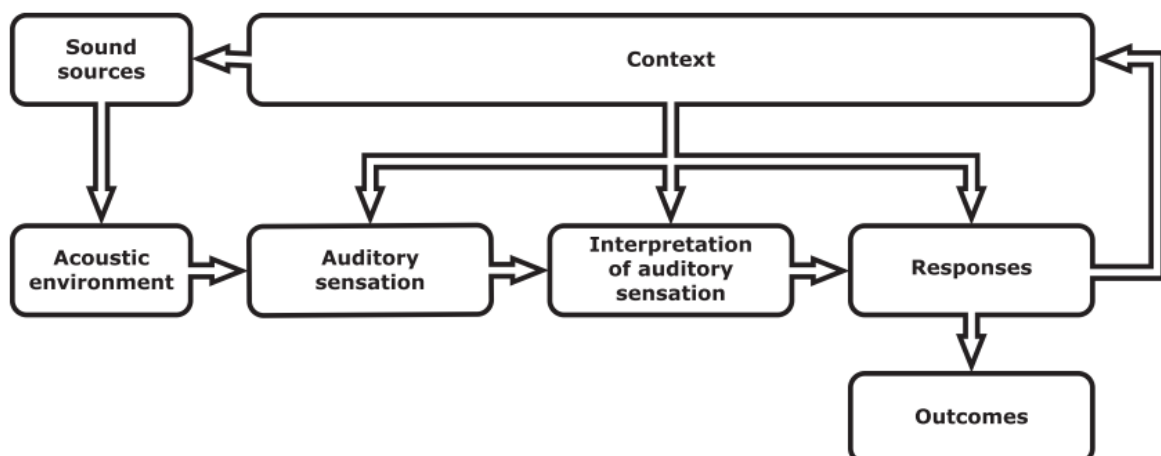 Sound
sources
Context
Acoustic
environment
Auditory
sensation
Interpretation
of auditory
sensation
Responses
Outcomes